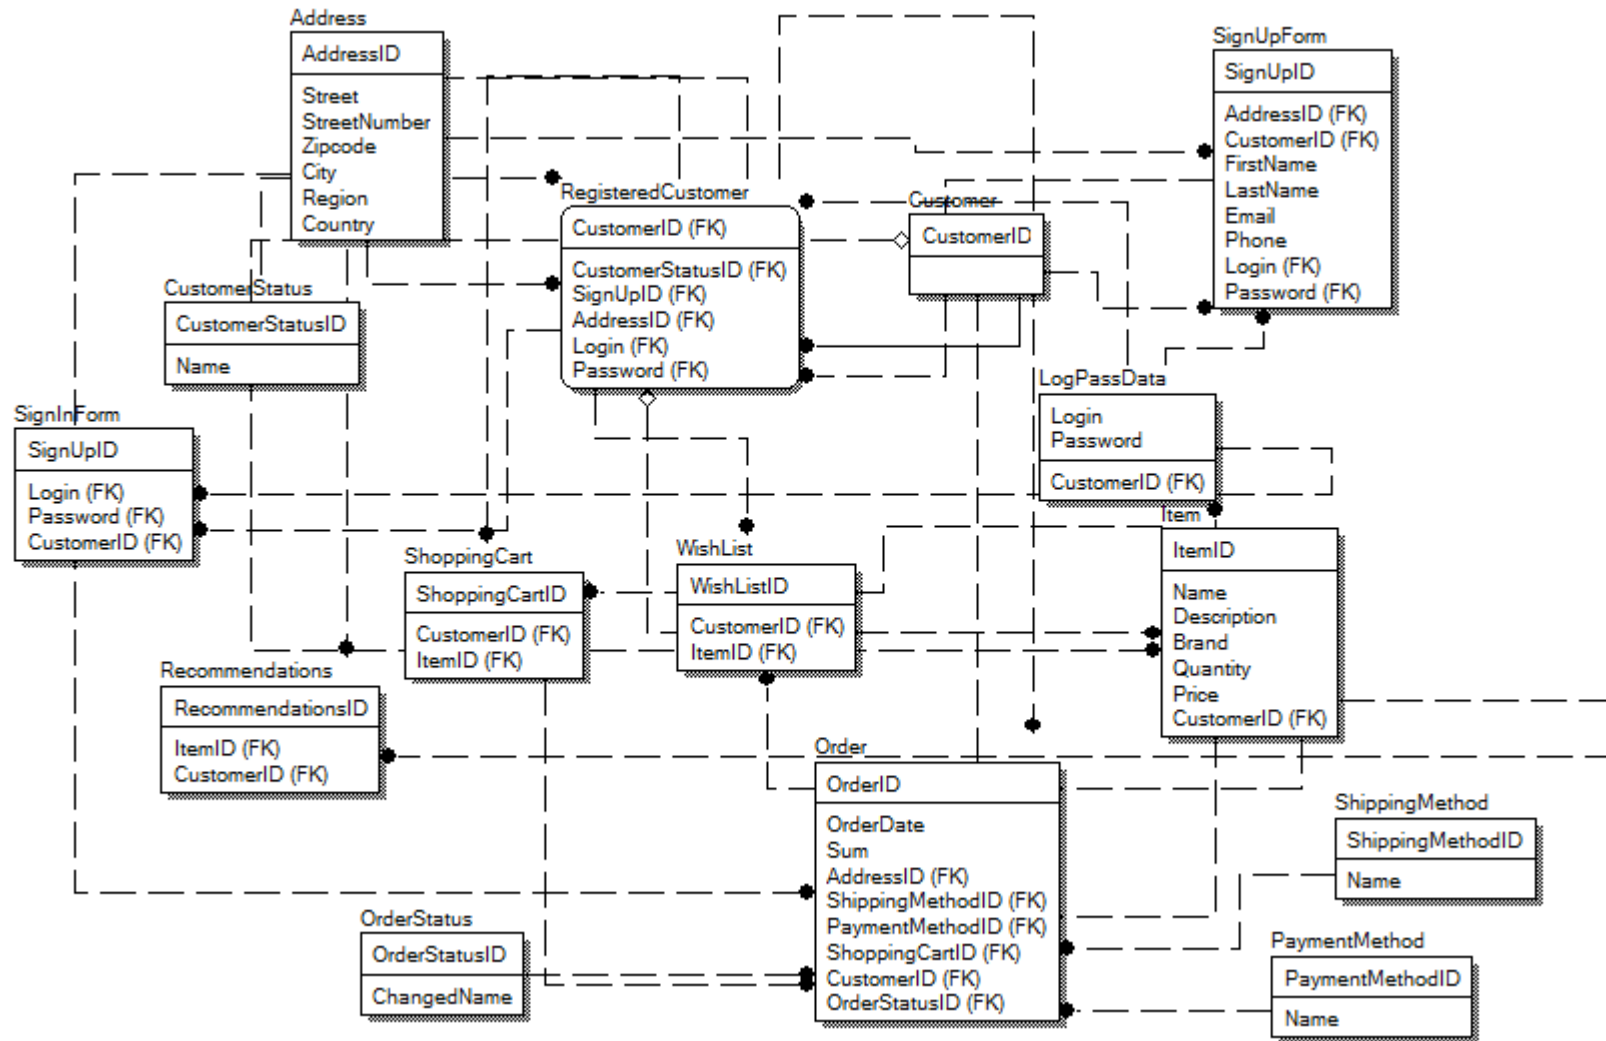 Address
AddressID
Street
StreetNumber
Zipcode
City
Region
Country
SignUpForm
SignUpID
AddressID (FK)
CustomerID (FK)
FirstName
LastName
Email
Phone
Login (FK)
Password (FK)
RegisteredCustomer
CustomerID (FK)
CustomerStatusID (FK)
SignUpID (FK)
AddressID (FK)
Login (FK)
Password (FK)
Customer
CustomerID
CustomerStatus
CustomerStatusID
Name
LogPassData
Login
Password
CustomerID (FK)
SignInForm
SignUpID
Login (FK)
Password (FK)
CustomerID (FK)
ShoppingCart
ShoppingCartID
CustomerID (FK)
ItemID (FK)
WishList
WishListID
CustomerID (FK)
ItemID (FK)
Item
ItemID
Name
Description
Brand
Quantity
Price
CustomerID (FK)
Recommendations
RecommendationsID
ItemID (FK)
CustomerID (FK)
Order
OrderID
OrderDate
Sum
AddressID (FK)
ShippingMethodID (FK)
PaymentMethodID (FK)
ShoppingCartID (FK)
CustomerID (FK)
OrderStatusID (FK)
ShippingMethod
ShippingMethodID
Name
OrderStatus
OrderStatusID
ChangedName
PaymentMethod
PaymentMethodID
Name